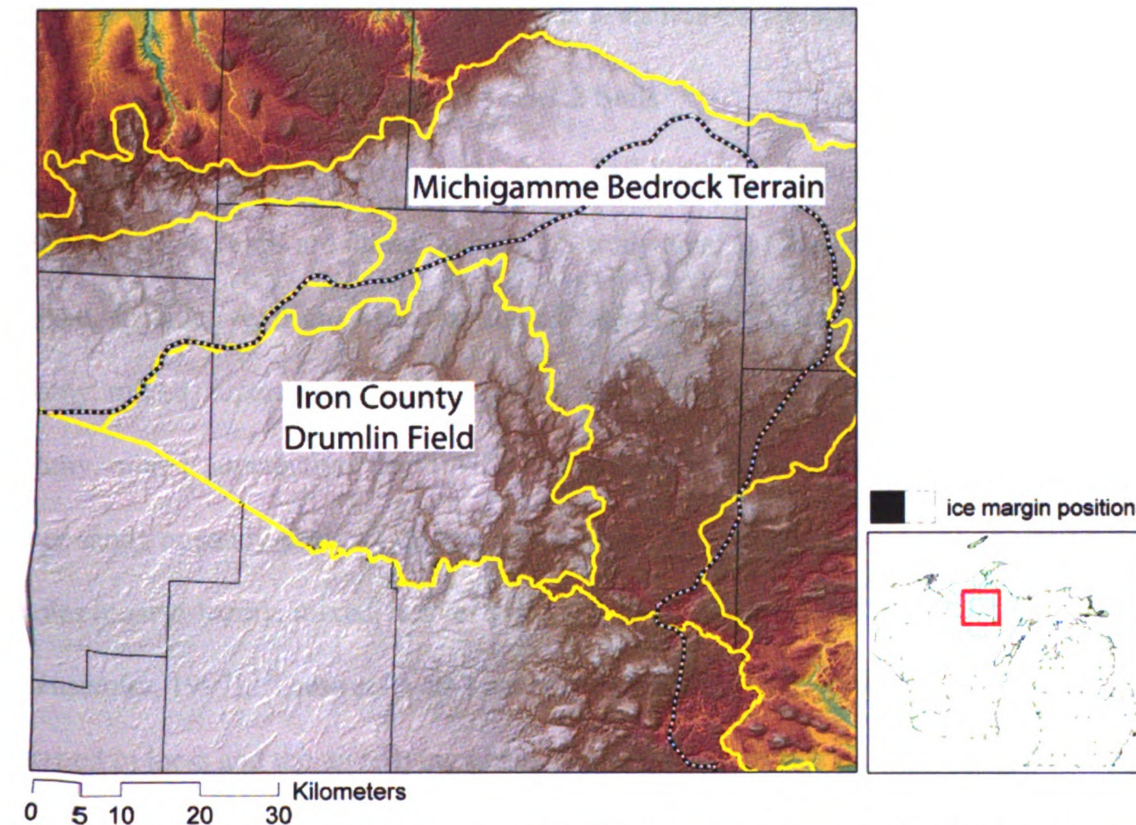 Michigamme Bedrock Terrain
Iron County
Drumlin Field
ice margin position
Kilometers
0 5 10 20 30